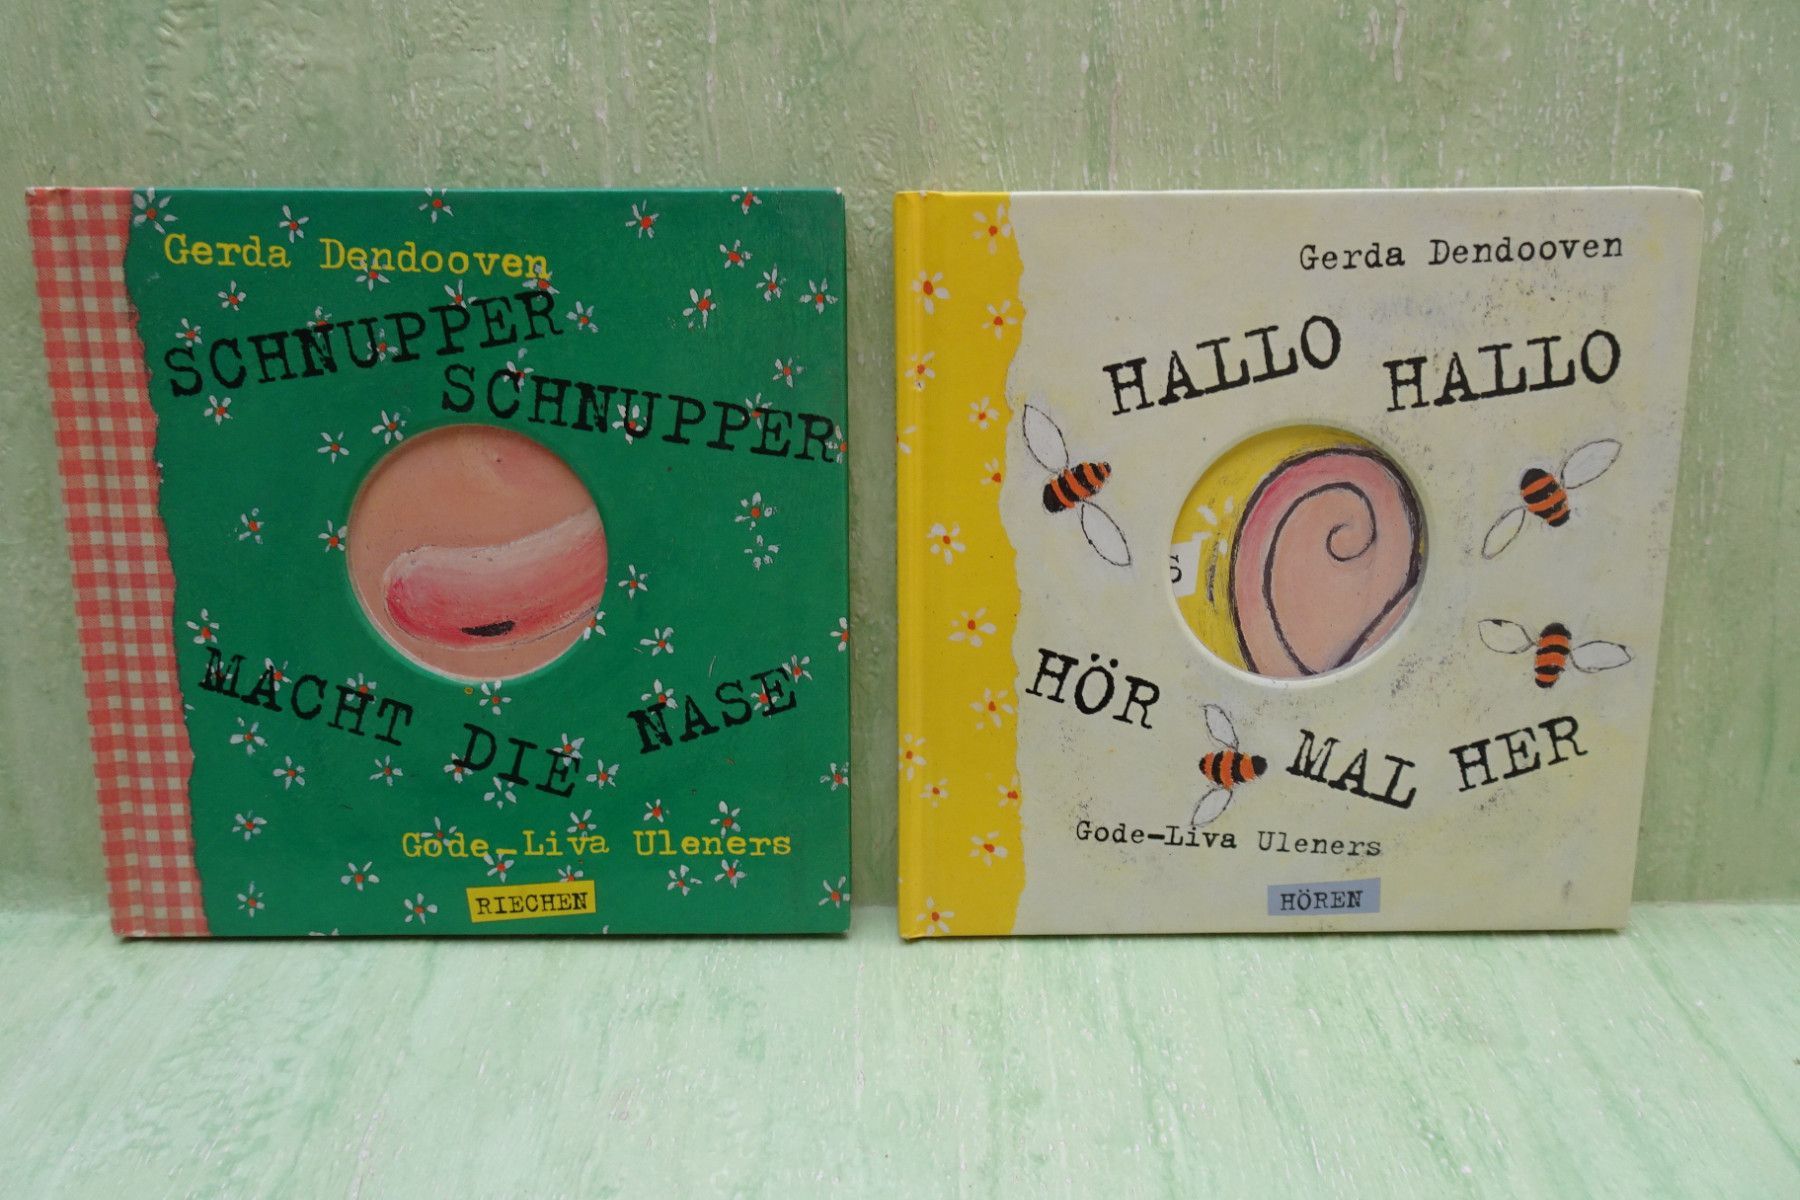 Gerda Dendooven
SCHNUPPER
SCHNUPPER
MACHT DIE NASE
Gode-Liva Uleners
RIECHEN
Gerda Dendooven
HALLO HALLO
S
HÖR MAL HER
Gode-Liva Uleners
HÖREN